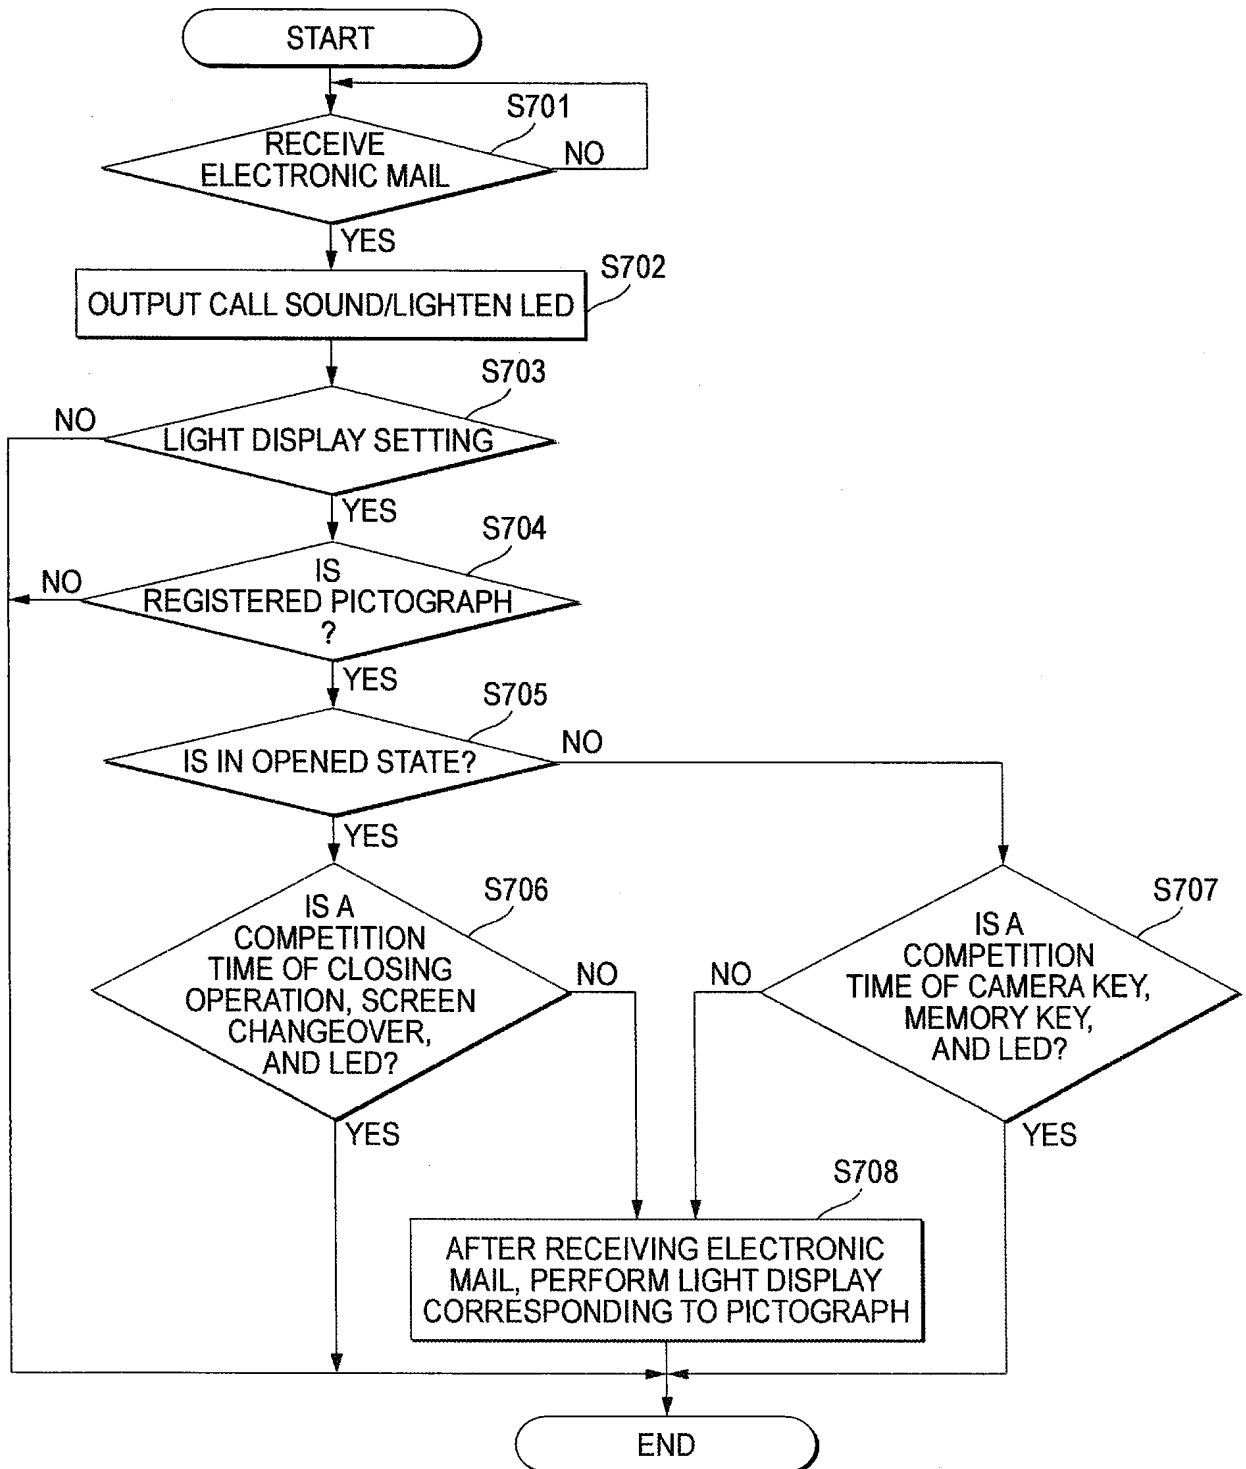 START
S701
RECEIVE
ELECTRONIC MAIL
NO
YES
S702
OUTPUT CALL SOUND/LIGHTEN LED
S703
NO
LIGHT DISPLAY SETTING
YES
S704
NO
IS
REGISTERED PICTOGRAPH
?
YES
S705
IS IN OPENED STATE?
NO
YES
S706
IS A
COMPETITION
TIME OF CLOSING
OPERATION, SCREEN
CHANGEOVER,
AND LED?
NO
YES
S707
IS A
COMPETITION
TIME OF CAMERA KEY,
MEMORY KEY,
AND LED?
NO
YES
S708
AFTER RECEIVING ELECTRONIC
MAIL, PERFORM LIGHT DISPLAY
CORRESPONDING TO PICTOGRAPH
END